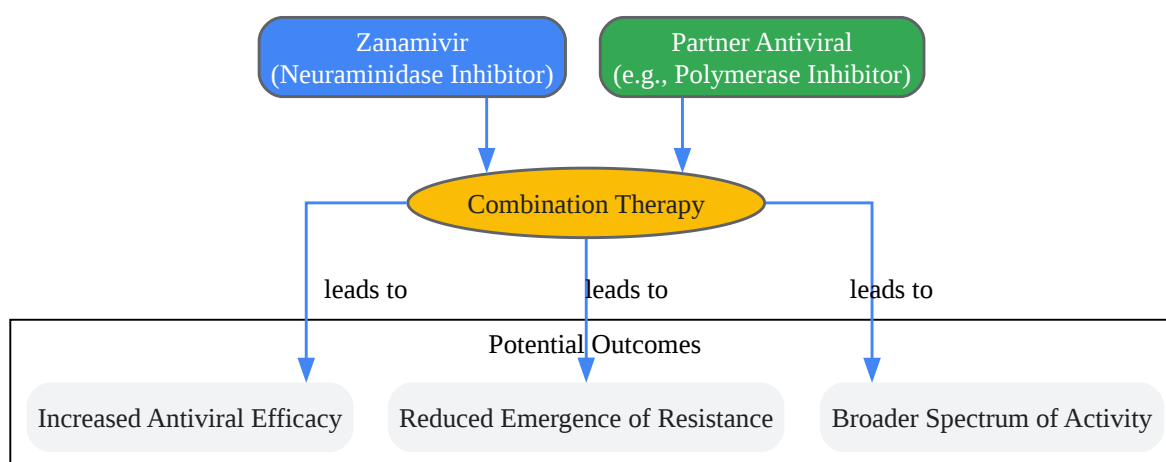 Zanamivir
(Neuraminidase Inhibitor)
Partner Antiviral
(e.g., Polymerase Inhibitor)
Combination Therapy
leads to
leads to
leads to
Potential Outcomes
Increased Antiviral Efficacy
Reduced Emergence of Resistance
Broader Spectrum of Activity